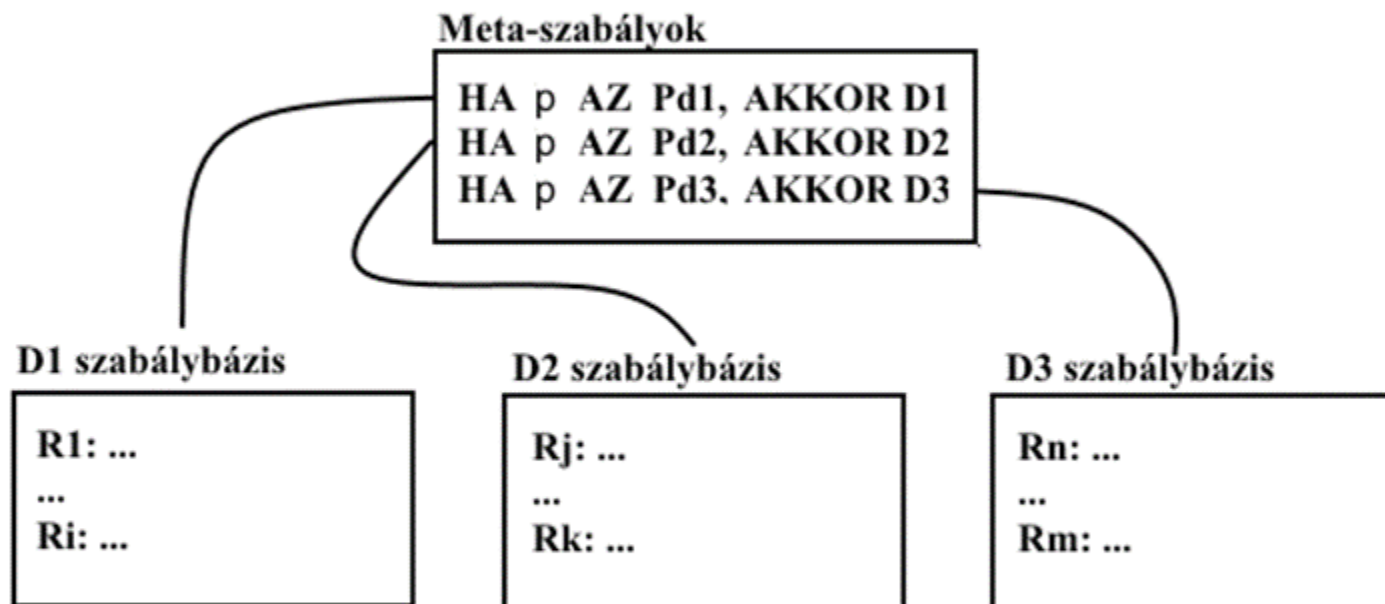 Meta-szabályok
HA p AZ Pd1, AKKOR D1
HA p AZ Pd2, AKKOR D2
HA p AZ Pd3, AKKOR D3
D1 szabálybázis
R1: ...
...
Ri: ...
D2 szabálybázis
Rj: ...
...
Rk: ...
D3 szabálybázis
Rn: ...
...
Rm: ...